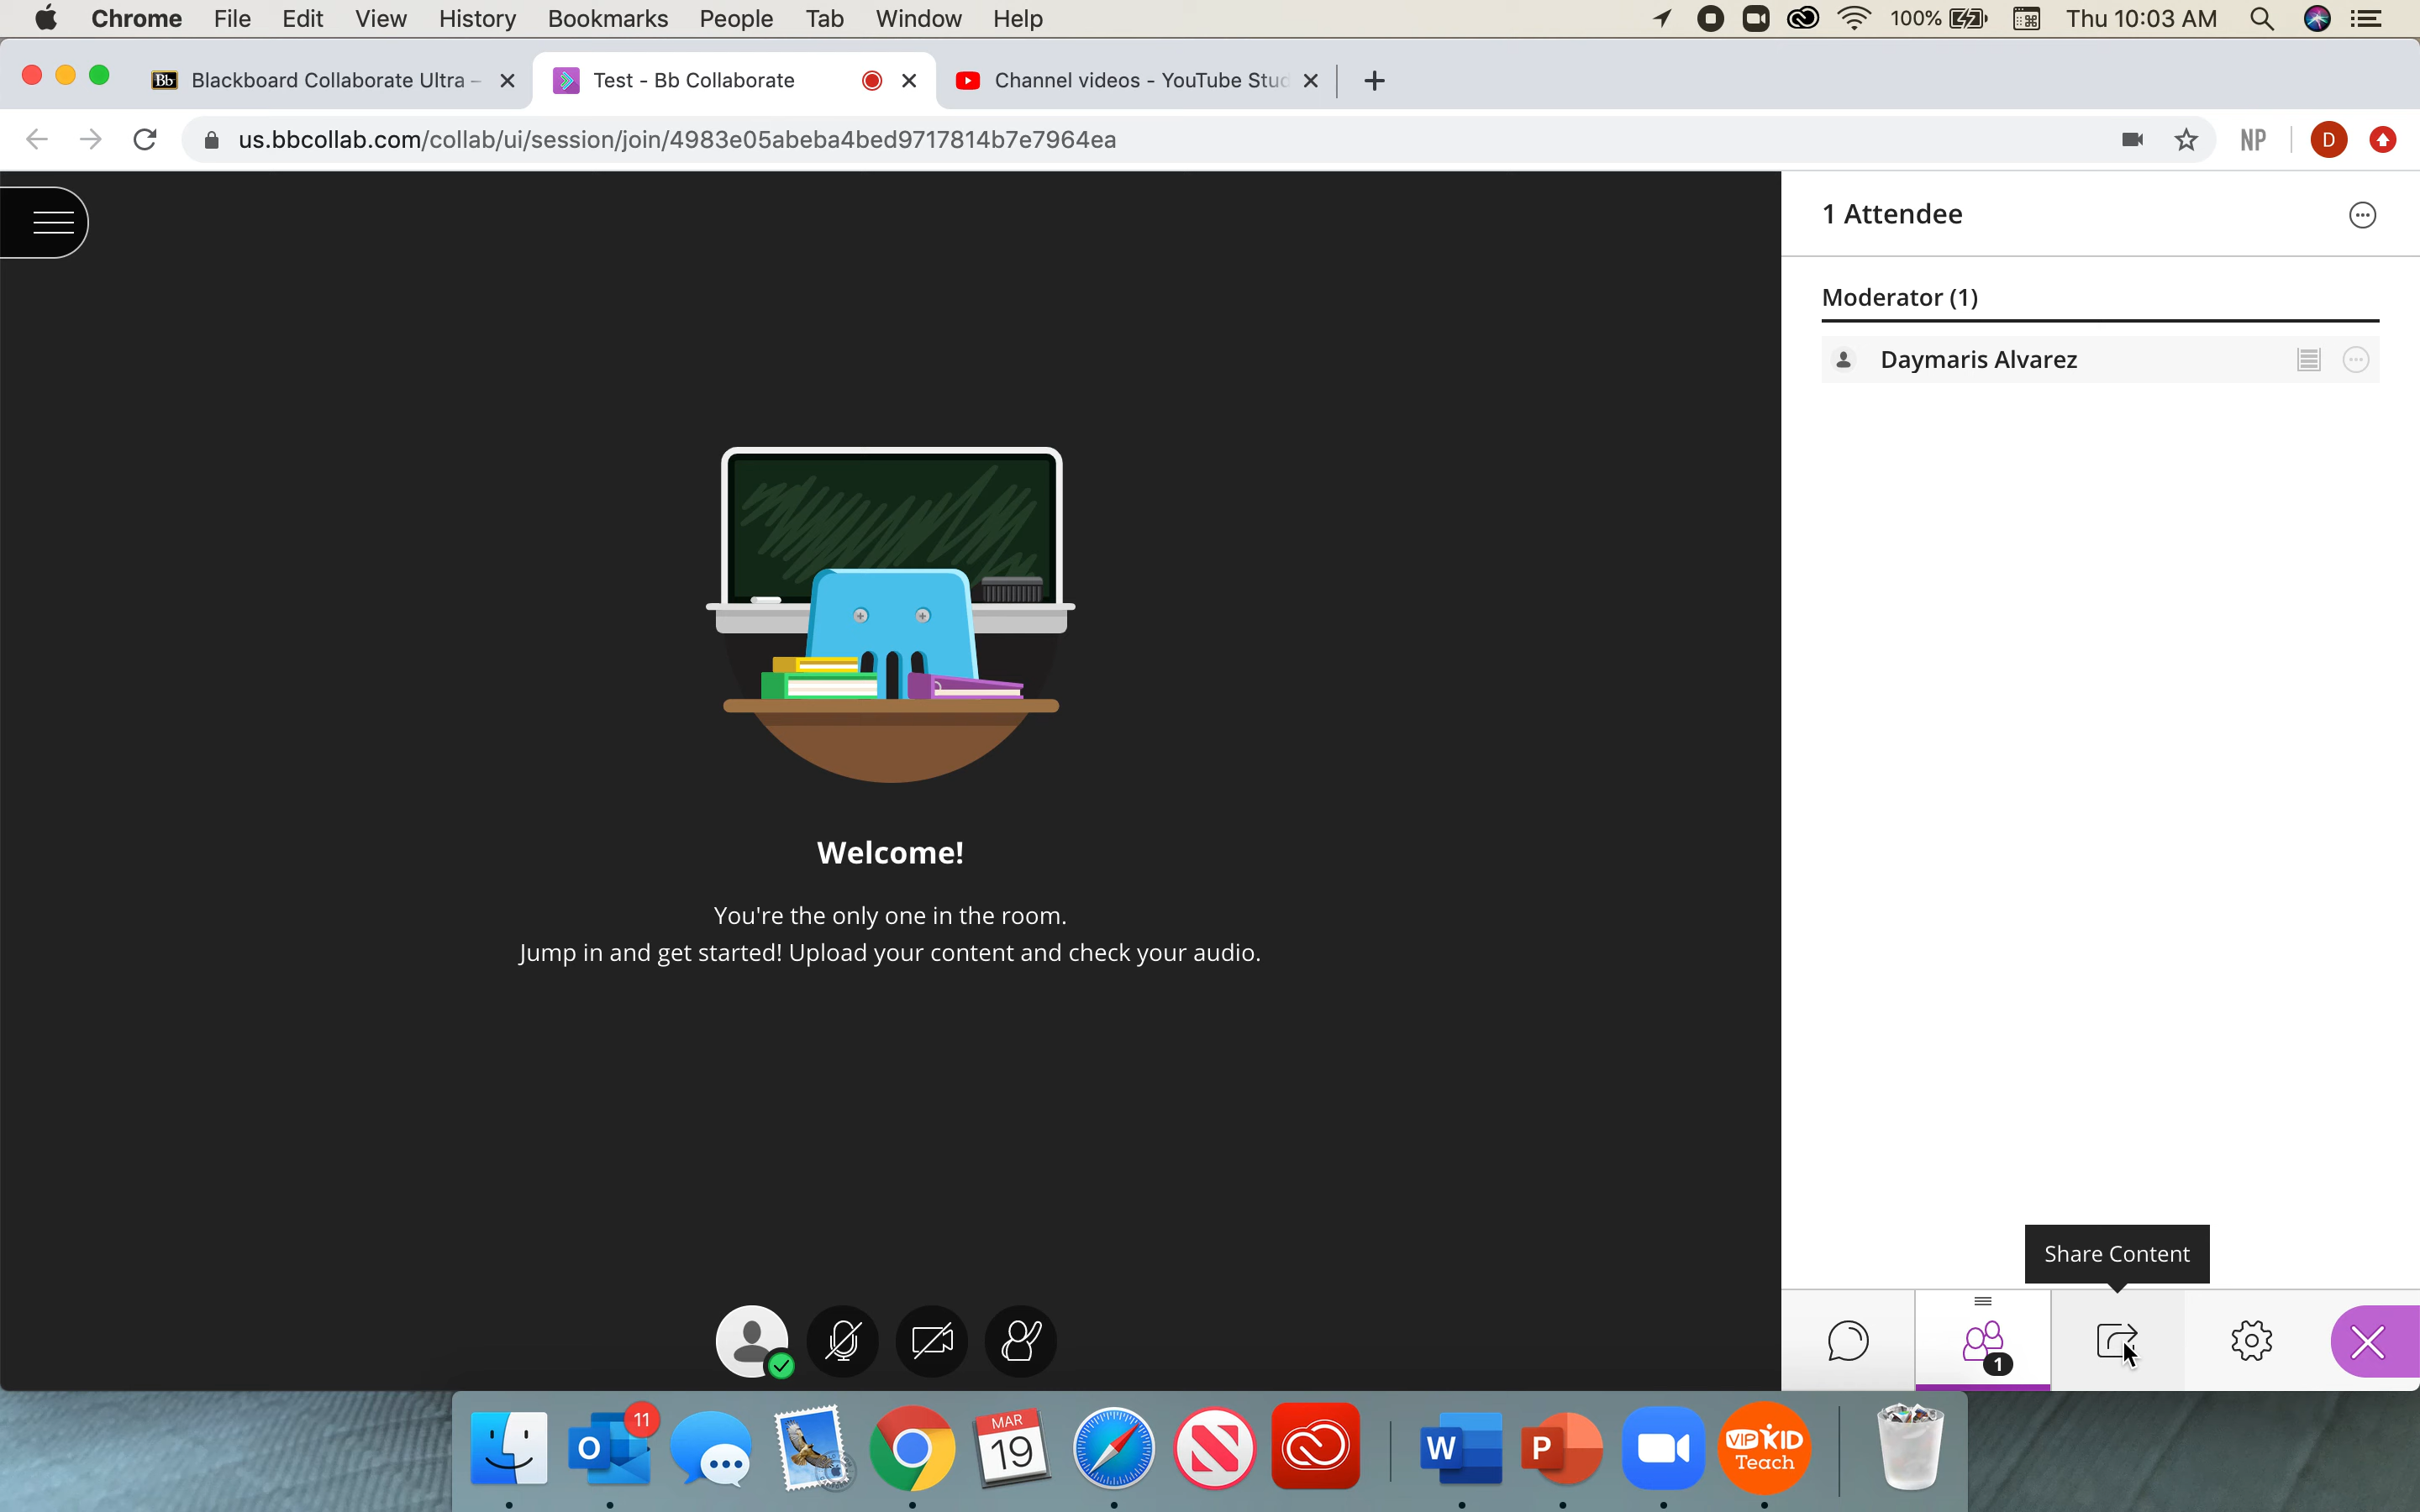 Chrome File Edit View History Bookmarks People Tab Window Help 100% Thu 10:03 AM
Bb Blackboard Collaborate Ultra – Test - Bb Collaborate Channel videos - YouTube Stud
us.bbcollab.com/collab/ui/session/join/4983e05abeba4bed9717814b7e7964ea NP D
1 Attendee
Moderator (1)
Daymaris Alvarez
Welcome!
You're the only one in the room.
Jump in and get started! Upload your content and check your audio.
Share Content
1
11 O MAR 19 W P VIPKID Teach